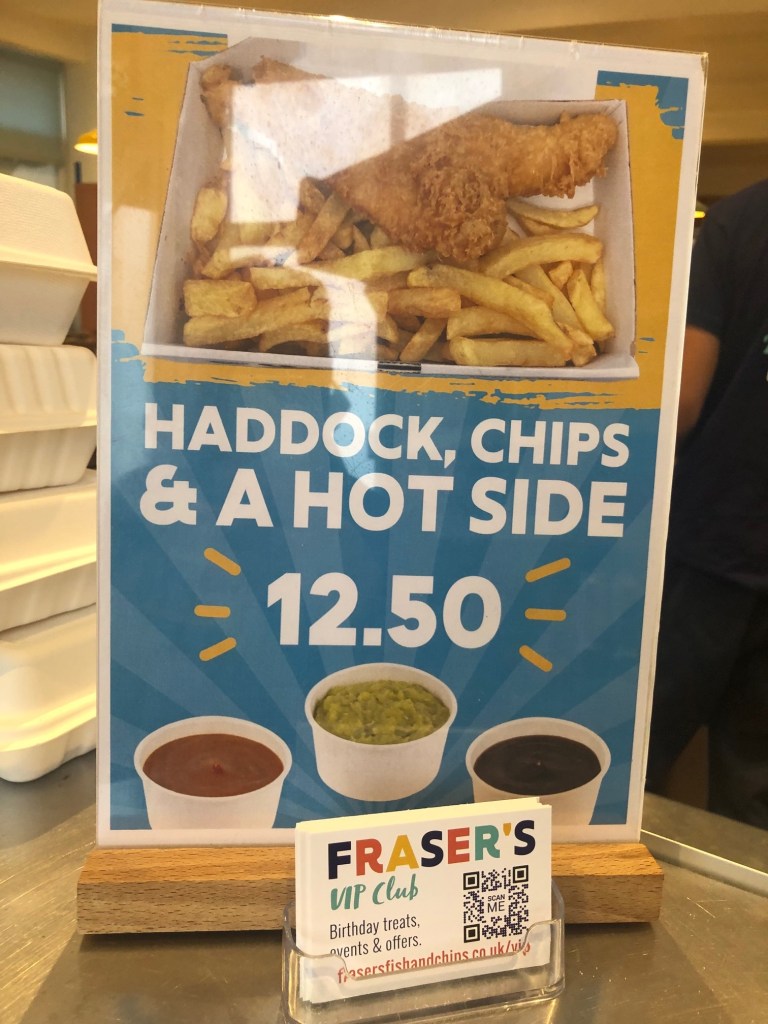 HADDOCK, CHIPS
& A HOT SIDE
12.50
FRASER'S
VIP Club
SCAN
ME
Birthday treats,
events & offers.
frasersfishandchips.co.uk/vip